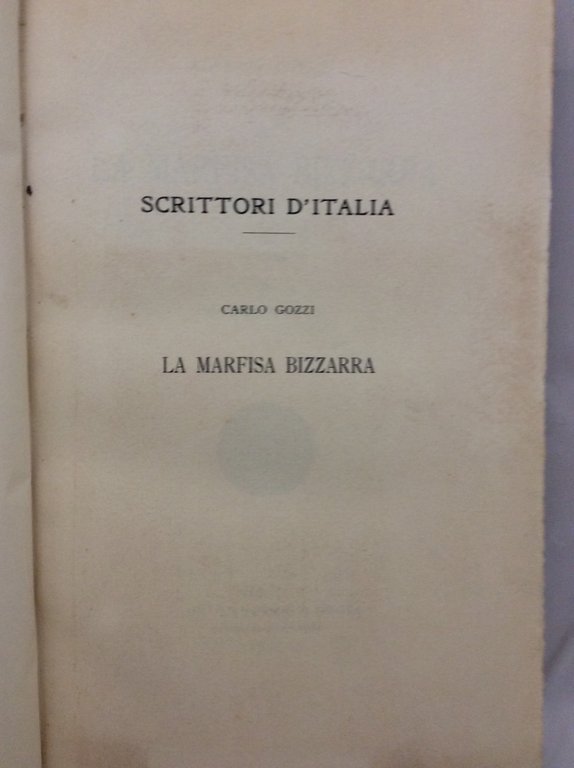 SCRITTORI D'ITALIA
CARLO GOZZI
LA MARFISA BIZZARRA